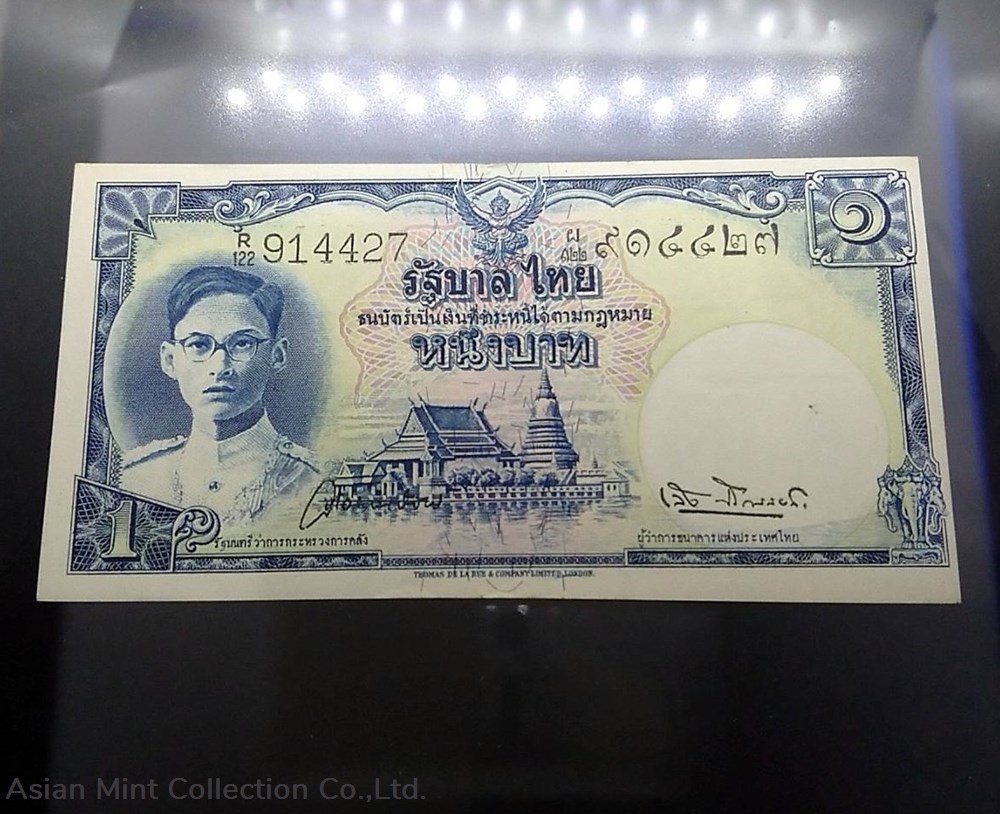 R
122 914427
ผ
๑๒๒ ๙๑๔๔๒๗
๑
รัฐบาลไทย
ธนบัตร์เป็นเงินที่ชำระหนี้ได้ตามกฎหมาย
หนึ่งบาท
1
รัฐมนตรีว่าการกระทรวงการคลัง
ผู้ว่าการธนาคารแห่งประเทศไทย
THOMAS DE LA RUE & COMPANY LIMITED, LONDON.
Asian Mint Collection Co.,Ltd.